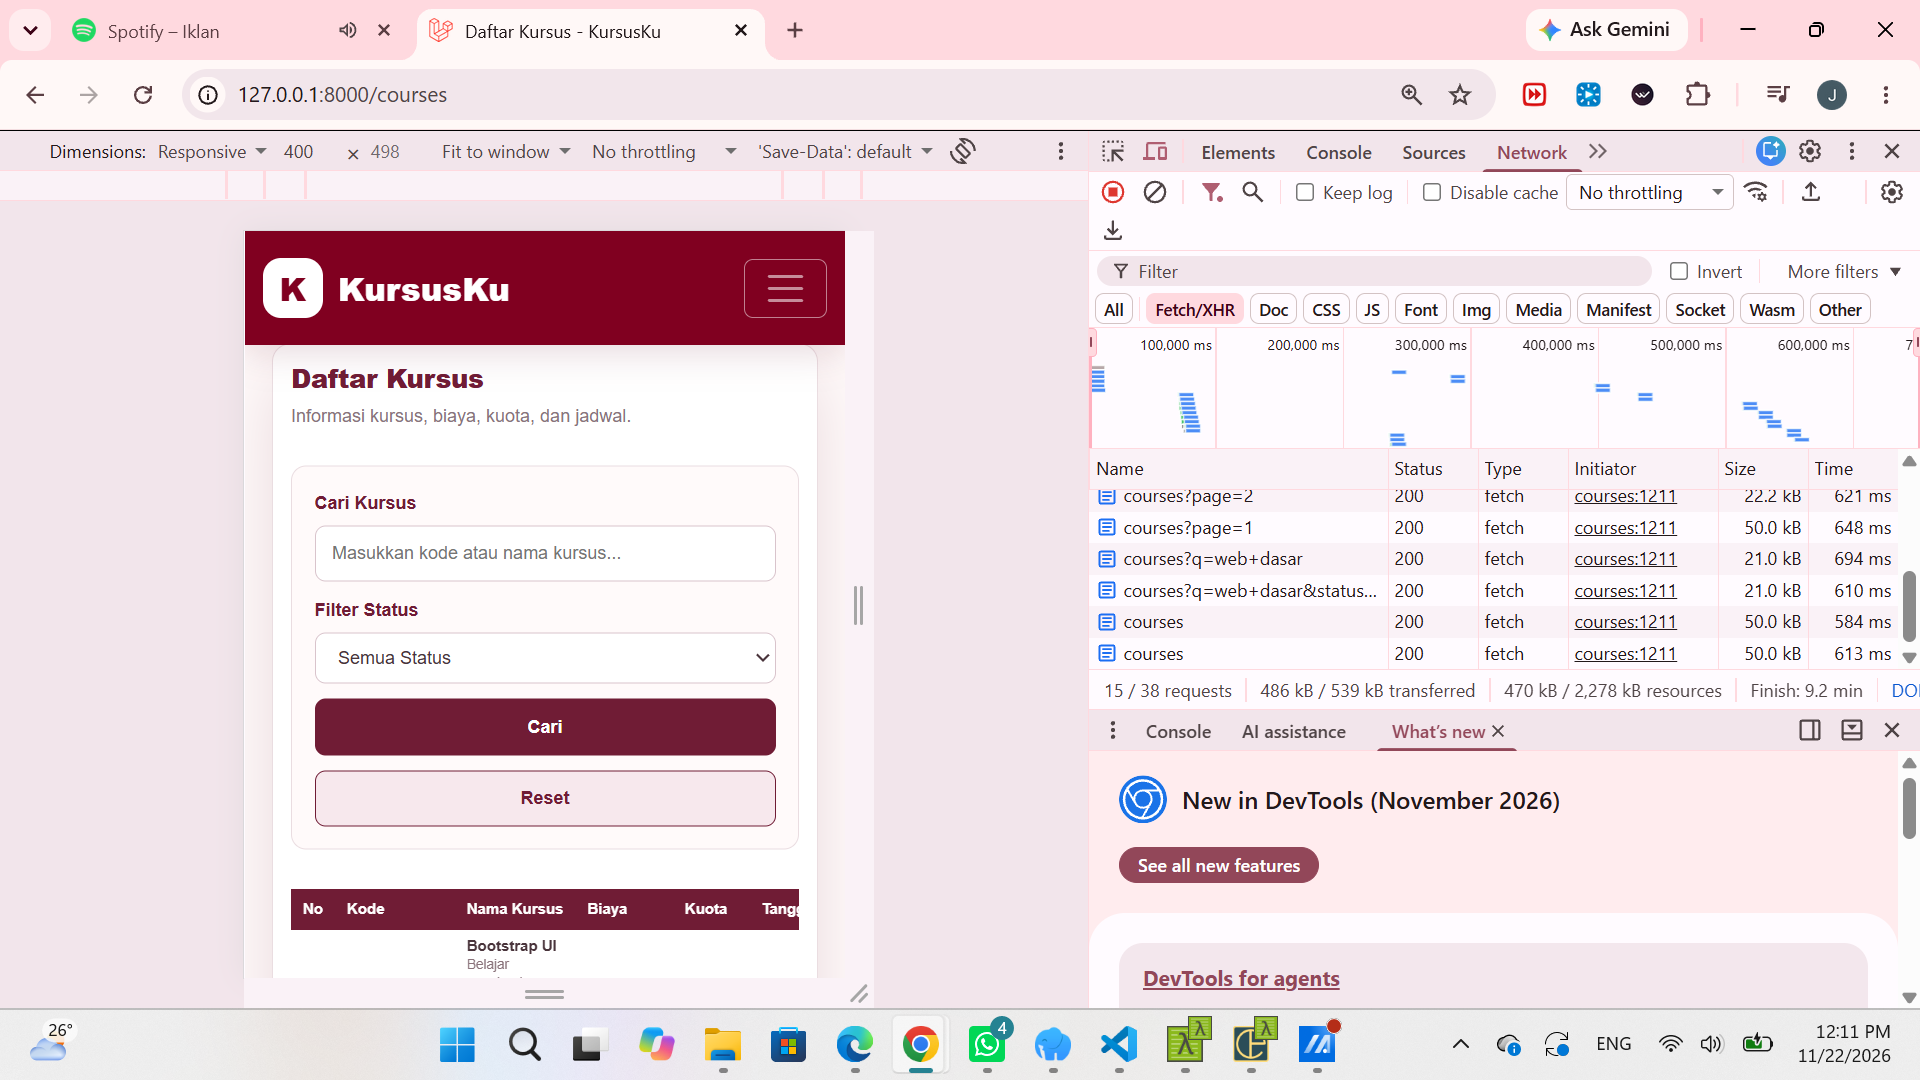 Spotify – Iklan
Daftar Kursus - KursusKu
Ask Gemini
127.0.0.1:8000/courses
J
Dimensions: Responsive 400 × 498 Fit to window No throttling 'Save-Data': default
Elements Console Sources Network
Keep log Disable cache No throttling
Filter Invert More filters
All Fetch/XHR Doc CSS JS Font Img Media Manifest Socket Wasm Other
100,000 ms 200,000 ms 300,000 ms 400,000 ms 500,000 ms 600,000 ms 7
Name Status Type Initiator Size Time
courses?page=2 200 fetch courses:1211 22.2 kB 621 ms
courses?page=1 200 fetch courses:1211 50.0 kB 648 ms
courses?q=web+dasar 200 fetch courses:1211 21.0 kB 694 ms
courses?q=web+dasar&status... 200 fetch courses:1211 21.0 kB 610 ms
courses 200 fetch courses:1211 50.0 kB 584 ms
courses 200 fetch courses:1211 50.0 kB 613 ms
15 / 38 requests 486 kB / 539 kB transferred 470 kB / 2,278 kB resources Finish: 9.2 min DO
Console AI assistance What's new
New in DevTools (November 2026)
See all new features
DevTools for agents
K KursusKu
Daftar Kursus
Informasi kursus, biaya, kuota, dan jadwal.
Cari Kursus
Masukkan kode atau nama kursus...
Filter Status
Semua Status
Cari
Reset
No Kode Nama Kursus Biaya Kuota Tangg
Bootstrap UI
Belajar
26°
4
ENG
12:11 PM
11/22/2026